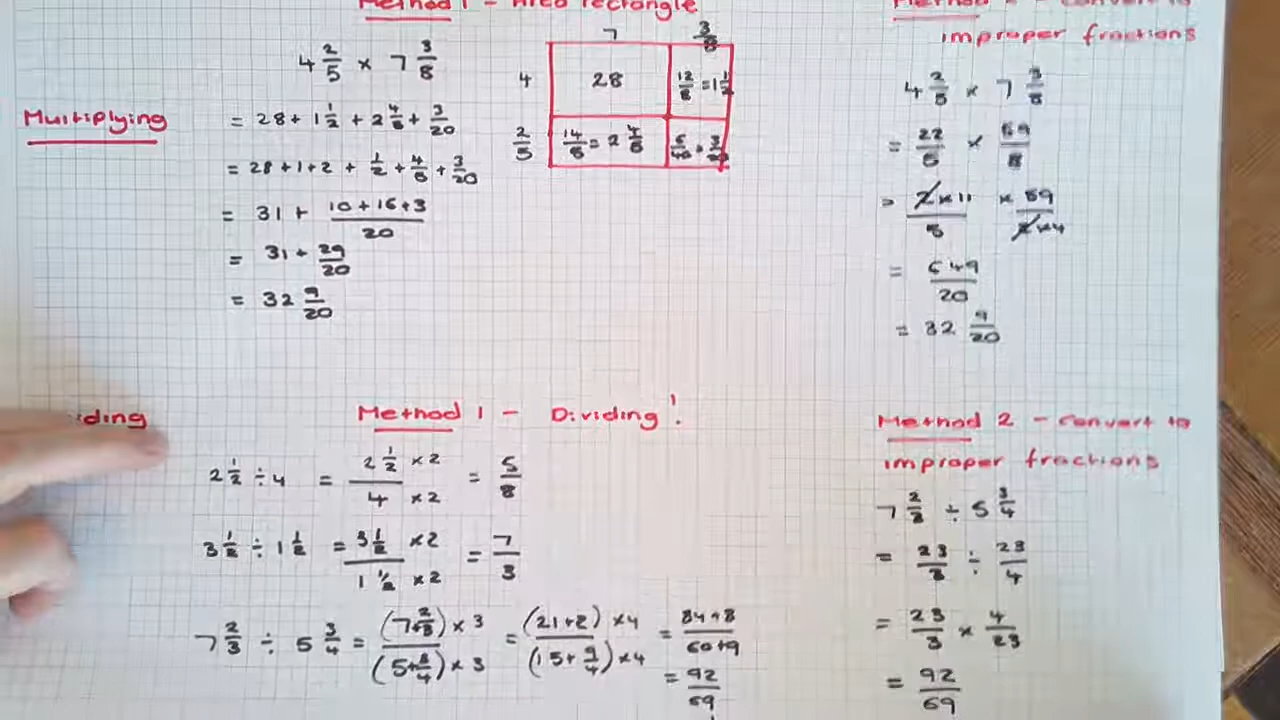 Method 1 - Area rectangle
Method 2 - convert to
improper fractions
Multiplying
4 2/5 × 7 3/8
= 28 + 1 1/2 + 2 4/5 + 3/20
= 28 + 1 + 2 + 1/2 + 4/5 + 3/20
= 31 + (10 + 16 + 3)/20
= 31 + 29/20
= 32 9/20
7 3/8
4 28 12/8 = 1 1/2
2/5 14/5 = 2 4/5 6/40 = 3/20
4 2/5 × 7 3/8
= 22/5 × 59/8
= 2×11/5 × 59/2×4
= 649/20
= 32 9/20
iding
Method 1 - Dividing!
2 1/2 ÷ 4 = (2 1/2 ×2)/(4 ×2) = 5/8
3 1/2 ÷ 1 1/2 = (3 1/2 ×2)/(1 1/2 ×2) = 7/3
7 2/3 ÷ 5 3/4 = (7+2/3)×3/(5+3/4)×3 = (21+2)×4/(15+9/4)×4 = (84+8)/(60+9)
= 92/69
Method 2 - convert to
improper fractions
7 2/3 ÷ 5 3/4
= 23/3 ÷ 23/4
= 23/3 × 4/23
= 92/69